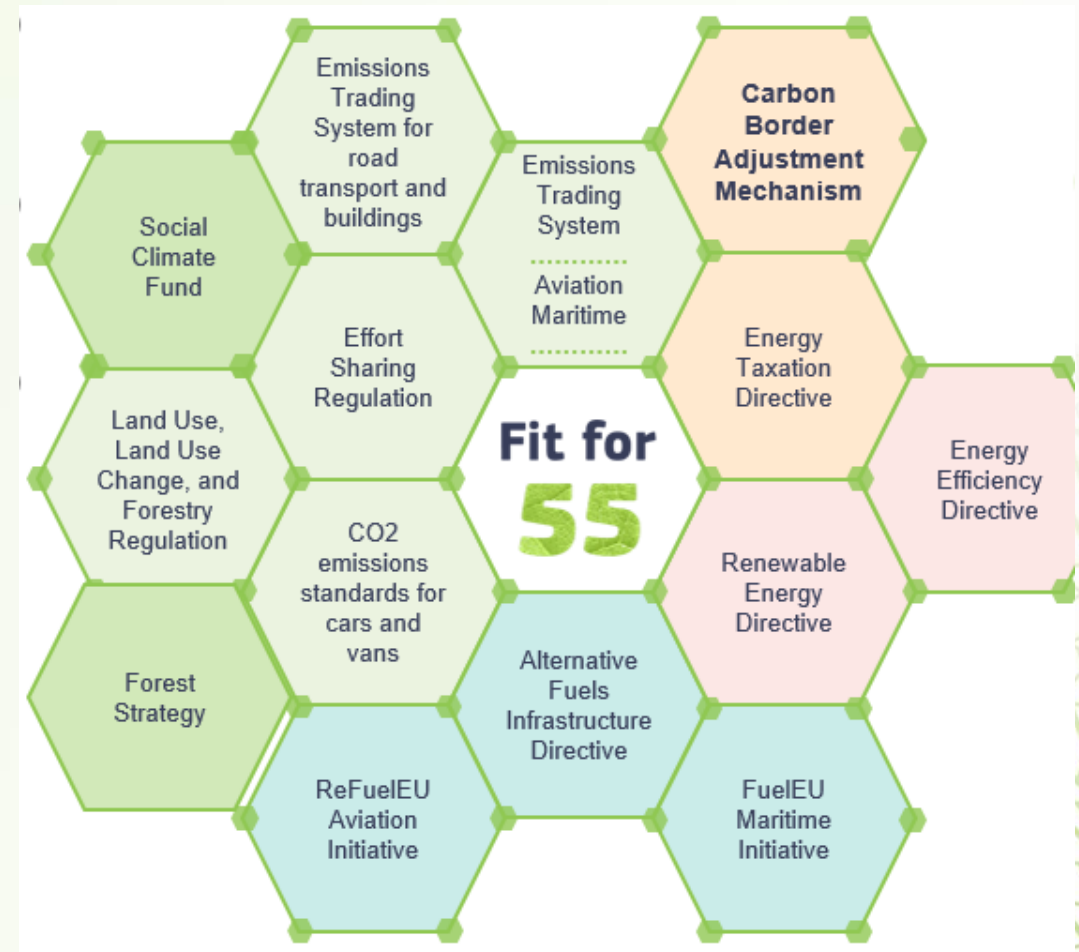 Emissions
Trading
System for
road
transport and
buildings
Carbon
Border
Adjustment
Mechanism
Social
Climate
Fund
Emissions
Trading
System
Aviation
Maritime
Effort
Sharing
Regulation
Energy
Taxation
Directive
Land Use,
Land Use
Change, and
Forestry
Regulation
Fit for
55
Energy
Efficiency
Directive
CO2
emissions
standards for
cars and
vans
Renewable
Energy
Directive
Forest
Strategy
Alternative
Fuels
Infrastructure
Directive
ReFuelEU
Aviation
Initiative
FuelEU
Maritime
Initiative